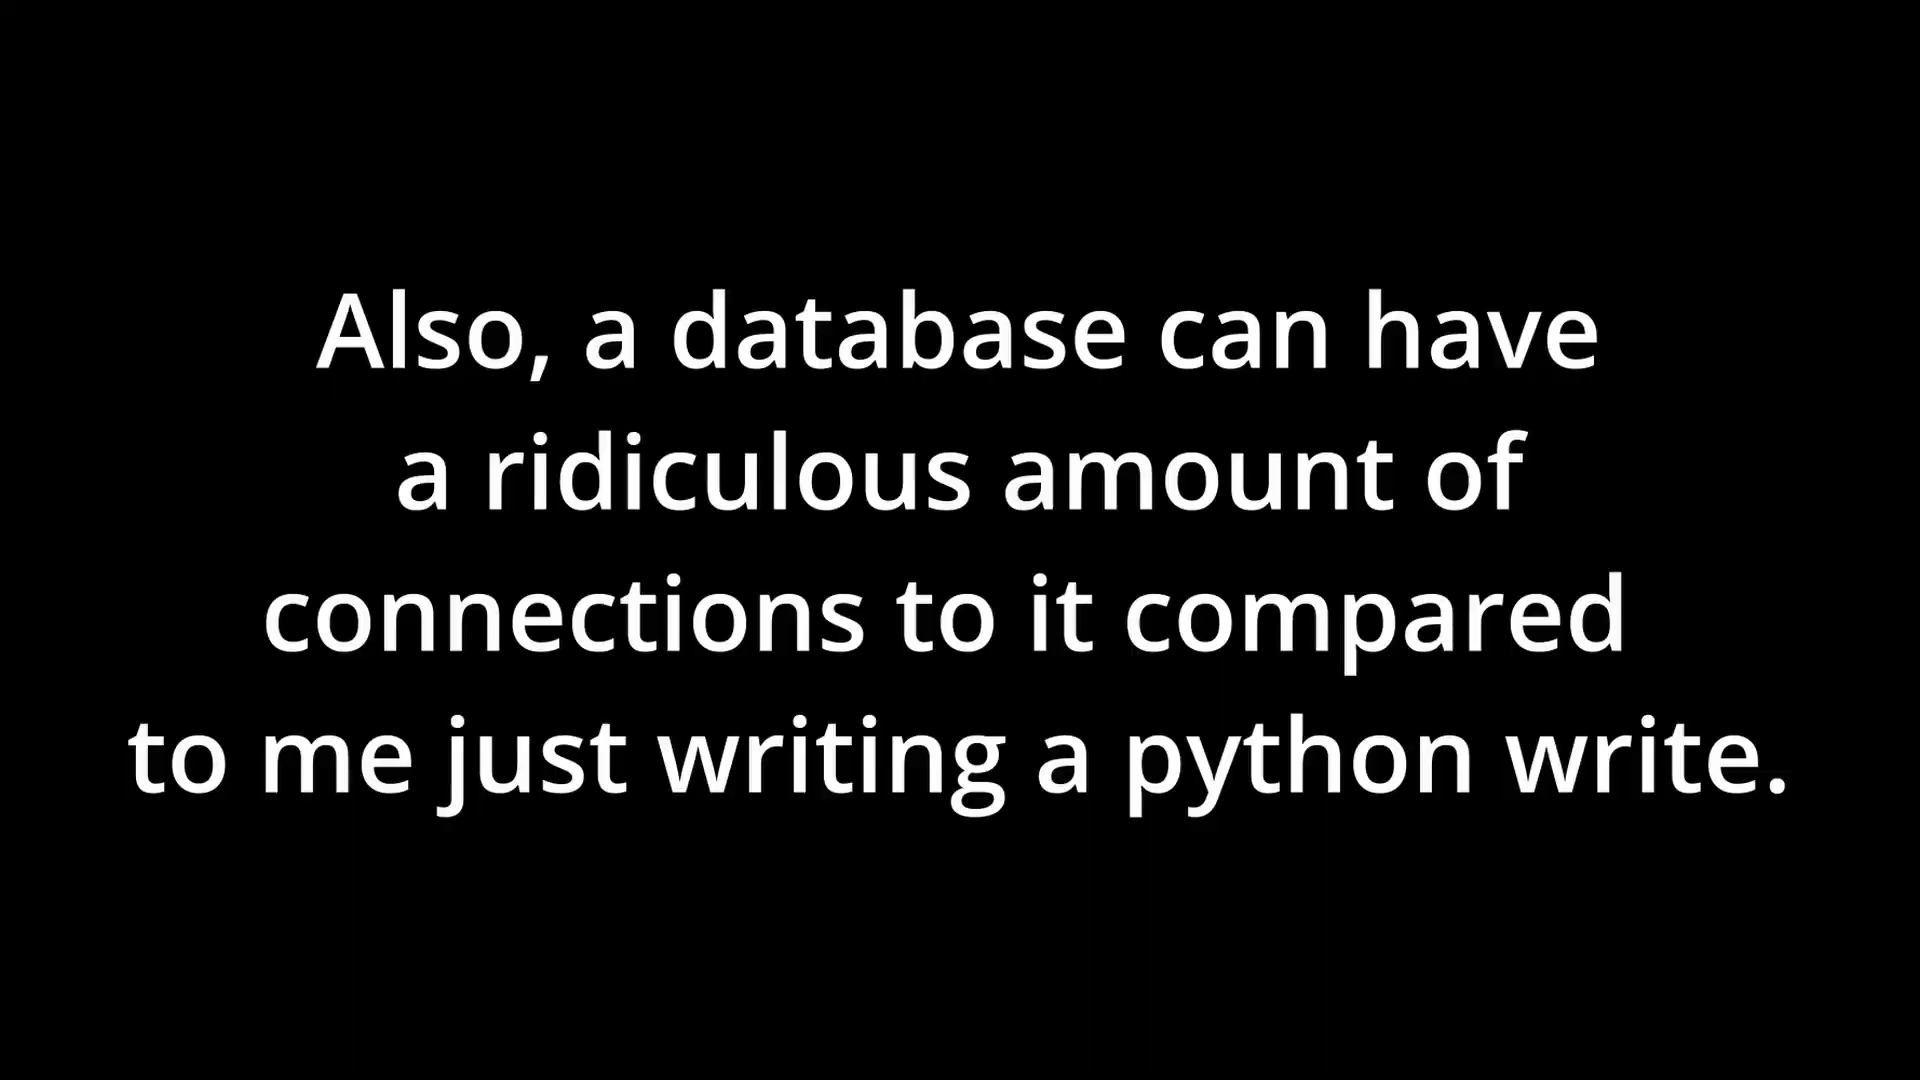 Also, a database can have
a ridiculous amount of
connections to it compared
to me just writing a python write.